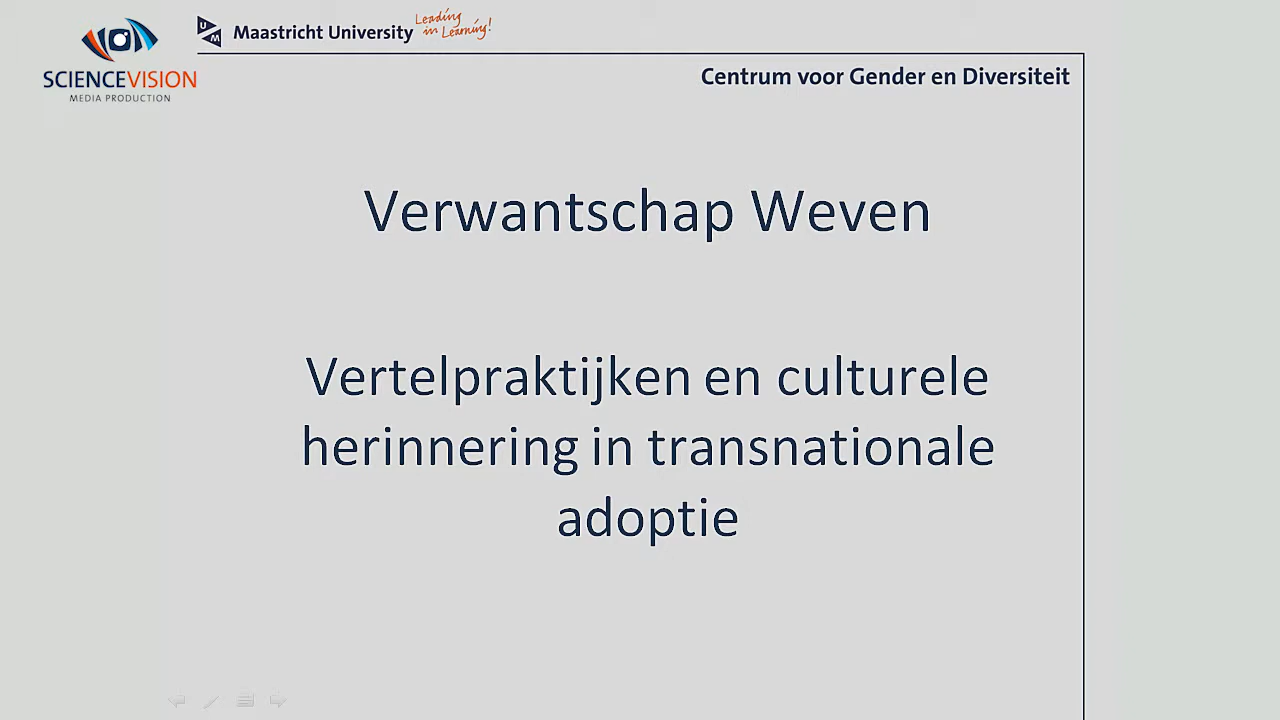 SCIENCEVISION
MEDIA PRODUCTION
UM
Maastricht University
Leading
in Learning!
Centrum voor Gender en Diversiteit
Verwantschap Weven
Vertelpraktijken en culturele
herinnering in transnationale
adoptie